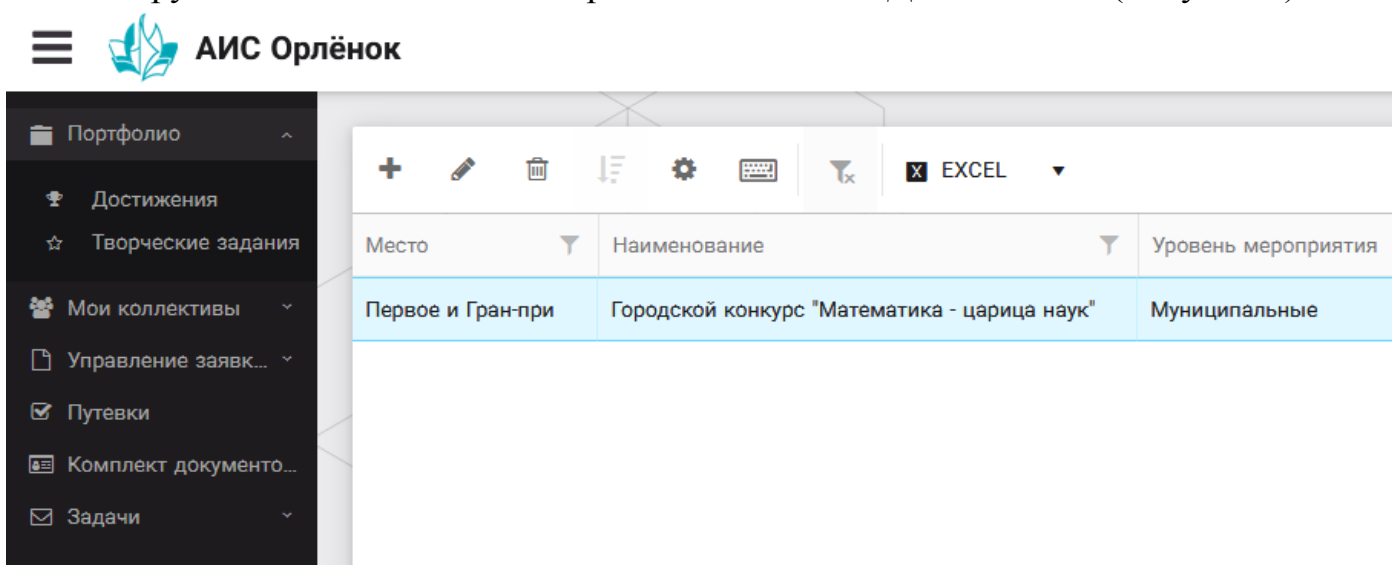 АИС Орлёнок
Портфолио
Достижения
Творческие задания
Мои коллективы
Управление заявк...
Путевки
Комплект документо...
Задачи
X EXCEL
Место Наименование Уровень мероприятия
Первое и Гран-при Городской конкурс "Математика - царица наук" Муниципальные